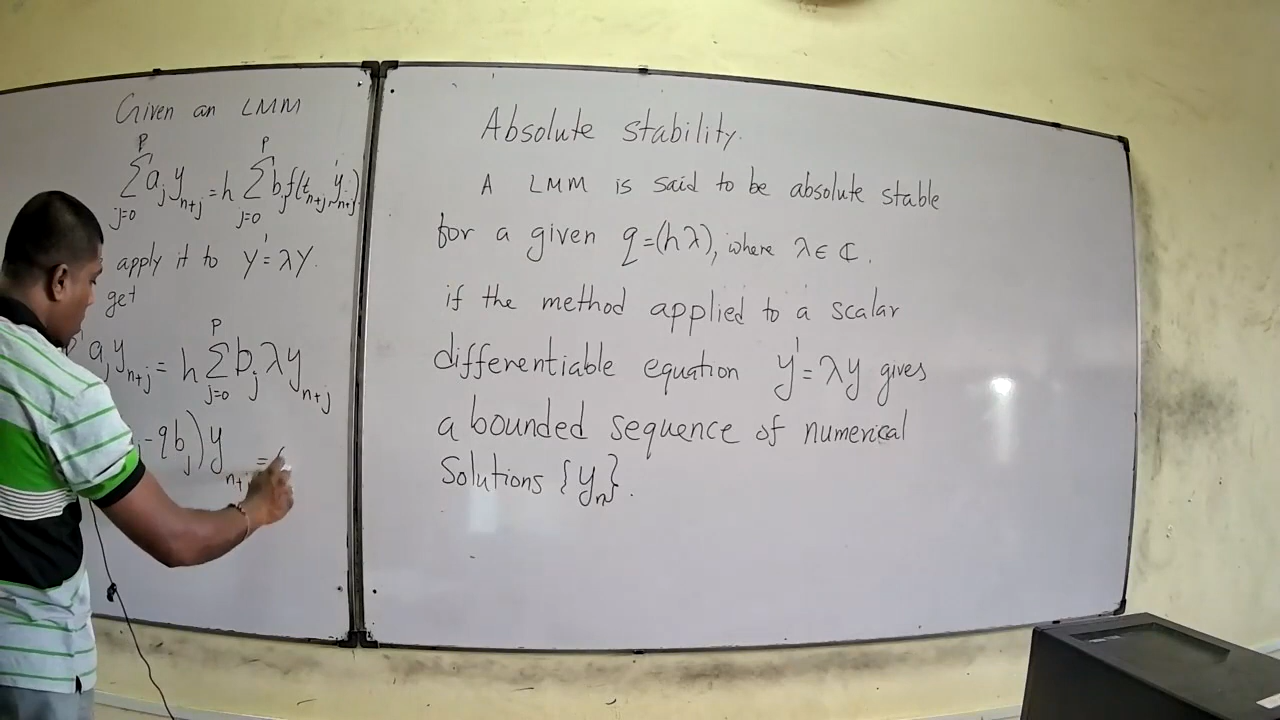 Given an LMM
∑_{j=0}^{p} a_j y_{n+j} = h ∑_{j=0}^{p} b_j f(t_{n+j}, y_{n+j})
apply it to y' = λy.
get
a_j y_{n+j} = h ∑_{j=0}^{p} b_j λ y_{n+j}
- q b_j) y_{n+j} =
Absolute stability.
A LMM is said to be absolute stable
for a given q = (hλ), where λ ∈ ℂ.
if the method applied to a scalar
differentiable equation y' = λy gives
a bounded sequence of numerical
Solutions {y_n}.